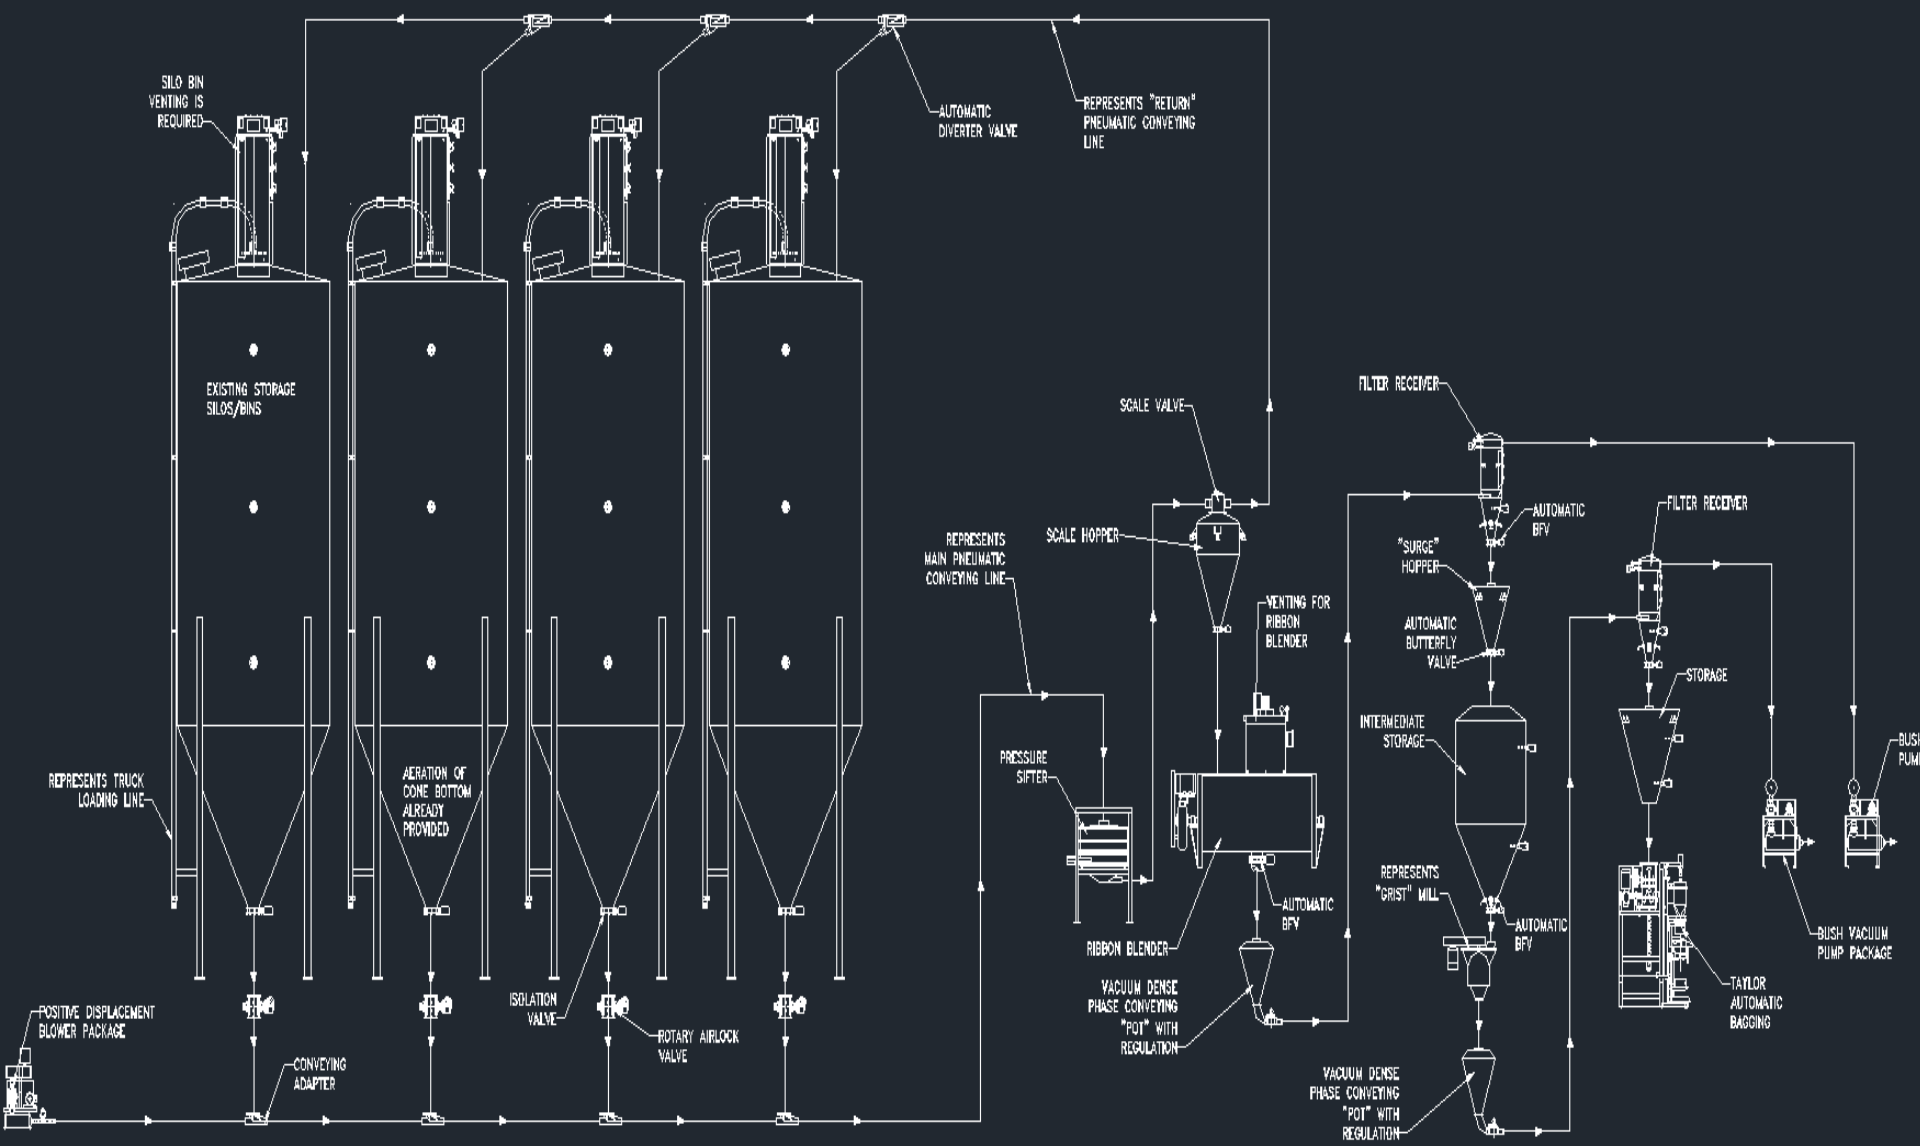 SILO BIN
VENTING IS
REQUIRED
AUTOMATIC
DIVERTER VALVE
REPRESENTS "RETURN"
PNEUMATIC CONVEYING
LINE
EXISTING STORAGE
SILOS/BINS
FILTER RECEIVER
SCALE VALVE
FILTER RECEIVER
AUTOMATIC
BFV
REPRESENTS
MAIN PNEUMATIC
CONVEYING LINE
SCALE HOPPER
"SURGE"
HOPPER
VENTING FOR
RIBBON
BLENDER
AUTOMATIC
BUTTERFLY
VALVE
STORAGE
INTERMEDIATE
STORAGE
BUSH
PUMP
PRESSURE
SIFTER
REPRESENTS TRUCK
LOADING LINE
AERATION OF
CONE BOTTOM
ALREADY
PROVIDED
REPRESENTS
"GRIST" MILL
AUTOMATIC
BFV
AUTOMATIC
BFV
RIBBON BLENDER
BUSH VACUUM
PUMP PACKAGE
ISOLATION
VALVE
VACUUM DENSE
PHASE CONVEYING
"POT" WITH
REGULATION
TAYLOR
AUTOMATIC
BAGGING
POSITIVE DISPLACEMENT
BLOWER PACKAGE
ROTARY AIRLOCK
VALVE
CONVEYING
ADAPTER
VACUUM DENSE
PHASE CONVEYING
"POT" WITH
REGULATION